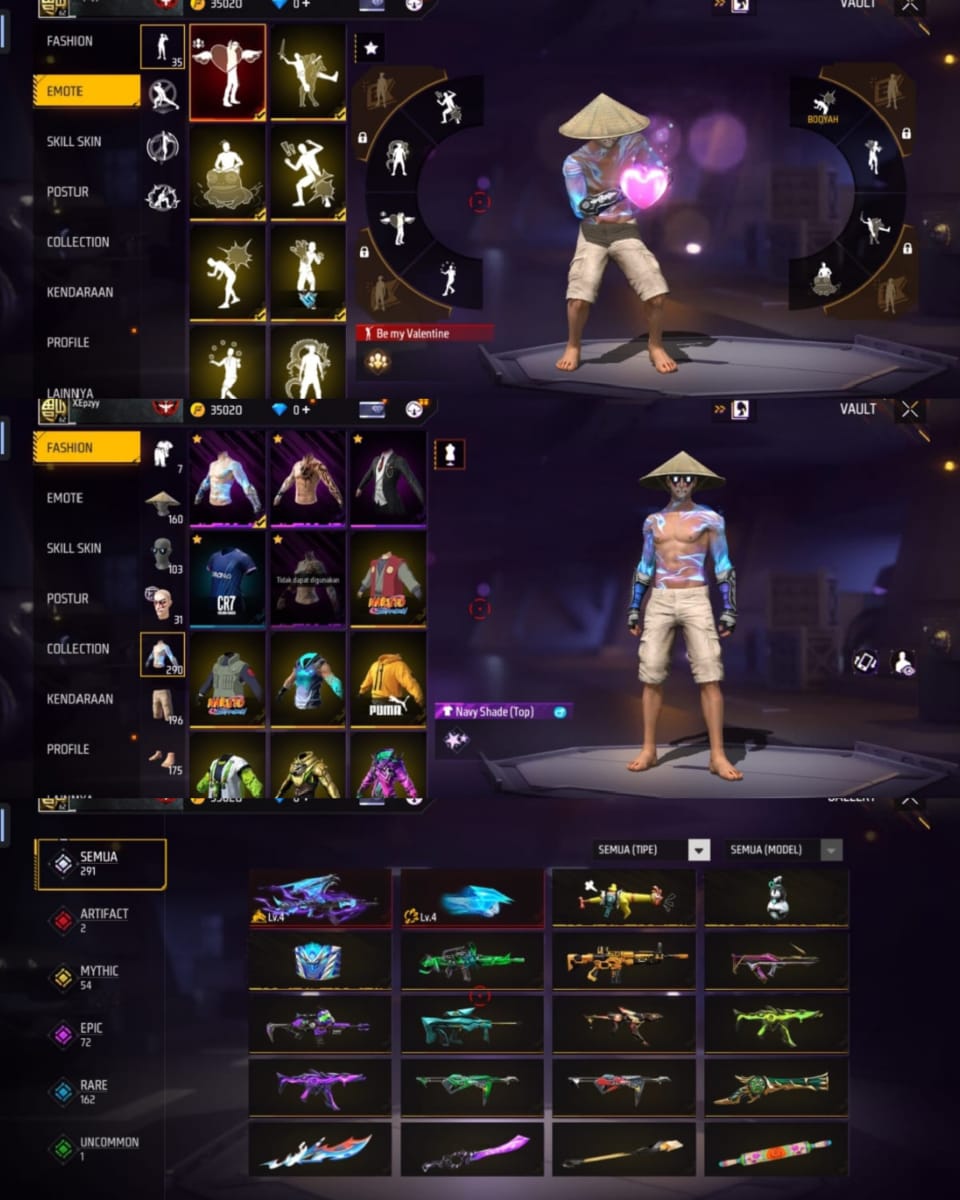 35020
0+
VAULT
FASHION
35
EMOTE
SKILL SKIN
POSTUR
COLLECTION
KENDARAAN
PROFILE
LAINNYA
BOOYAH
Be my Valentine
XEpzyy
35020
0+
VAULT
FASHION
7
EMOTE
160
SKILL SKIN
103
POSTUR
31
COLLECTION
290
KENDARAAN
196
PROFILE
175
CR7
Tidak dapat digunakan
NARUTO
NARUTO
PUMA
Navy Shade (Top)
35020
GALLERY
SEMUA
291
ARTIFACT
2
MYTHIC
54
EPIC
72
RARE
162
UNCOMMON
1
SEMUA (TIPE)
SEMUA (MODEL)
Lv.4
Lv.4